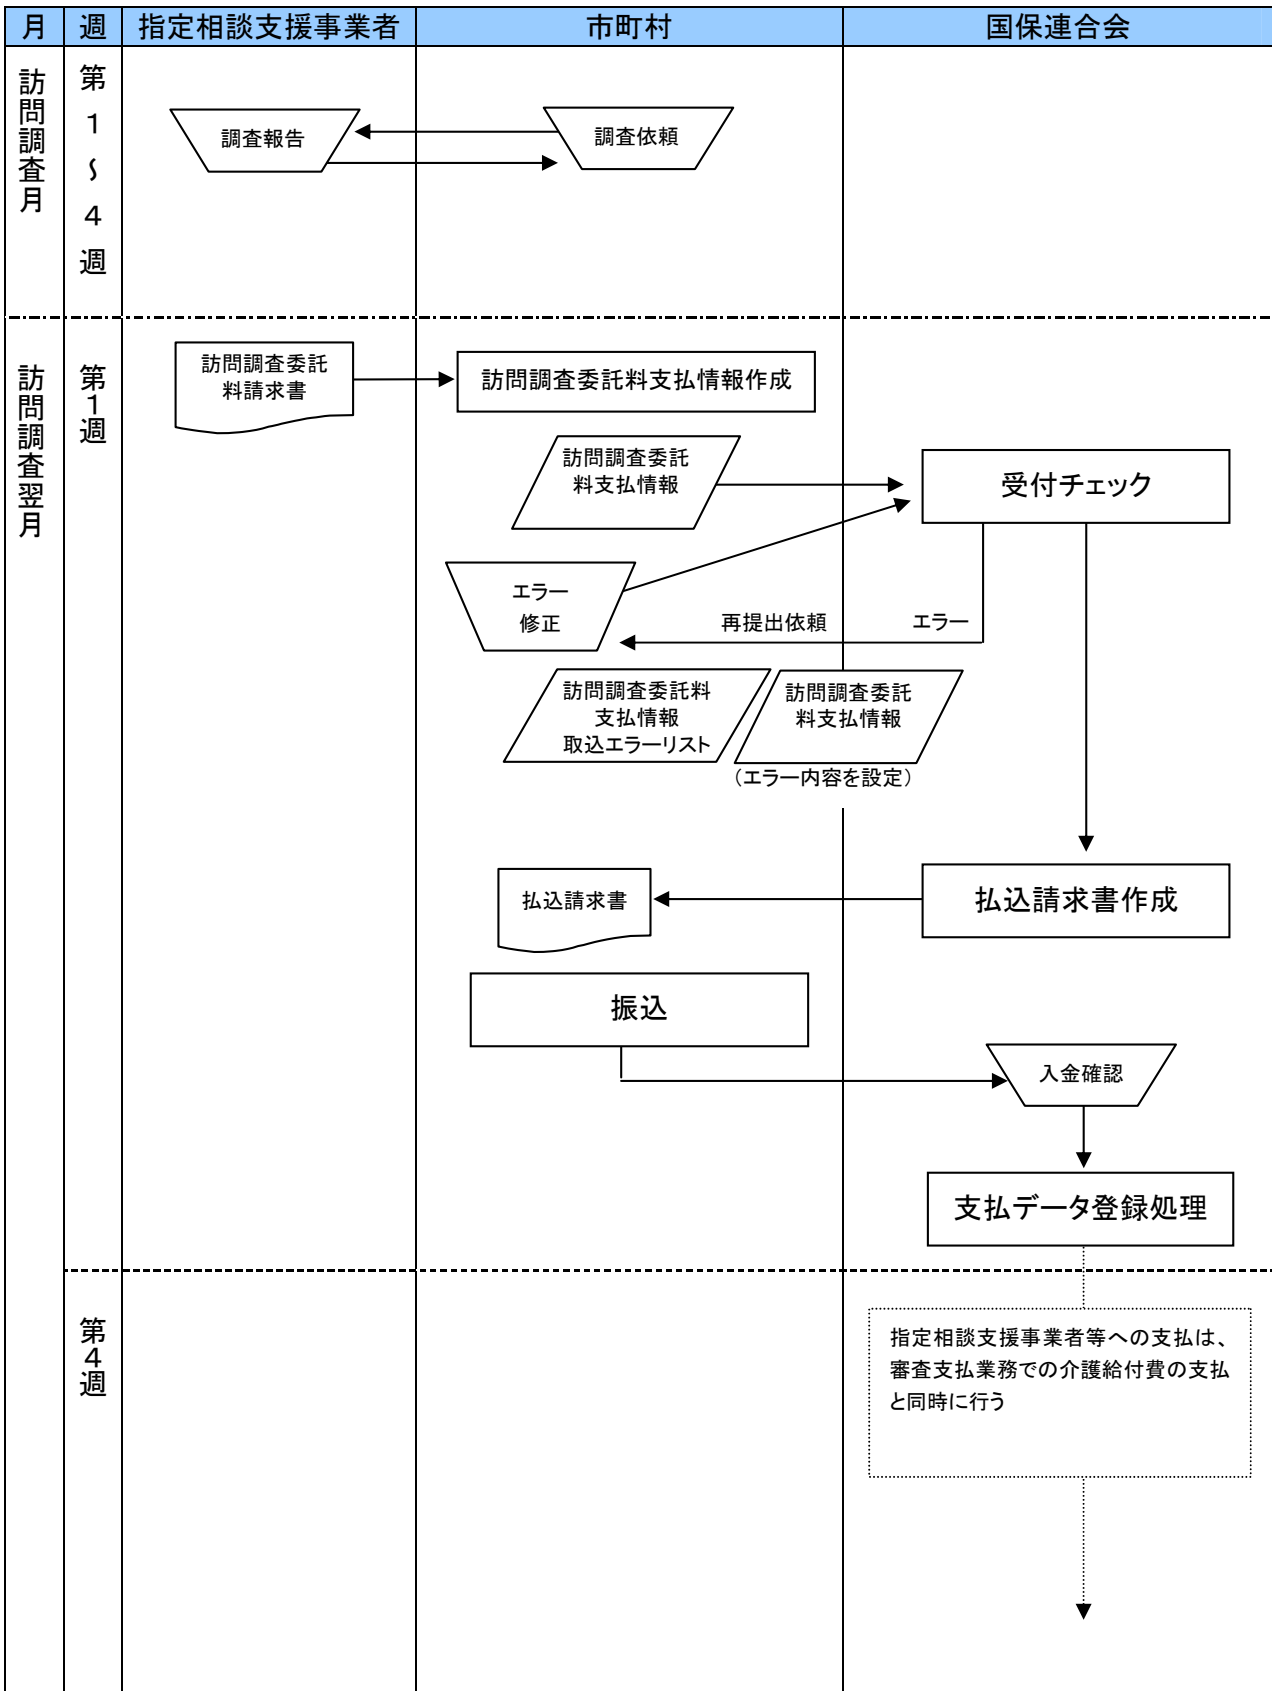 月
週
指定相談支援事業者
市町村
国保連合会
訪問調査月
第1～4週
調査報告
調査依頼
訪問調査翌月
第1週
訪問調査委託
料請求書
訪問調査委託料支払情報作成
訪問調査委託
料支払情報
受付チェック
エラー
修正
再提出依頼
エラー
訪問調査委託料
支払情報
取込エラーリスト
訪問調査委託
料支払情報
（エラー内容を設定）
払込請求書
払込請求書作成
振込
入金確認
支払データ登録処理
第4週
指定相談支援事業者等への支払は、
審査支払業務での介護給付費の支払
と同時に行う